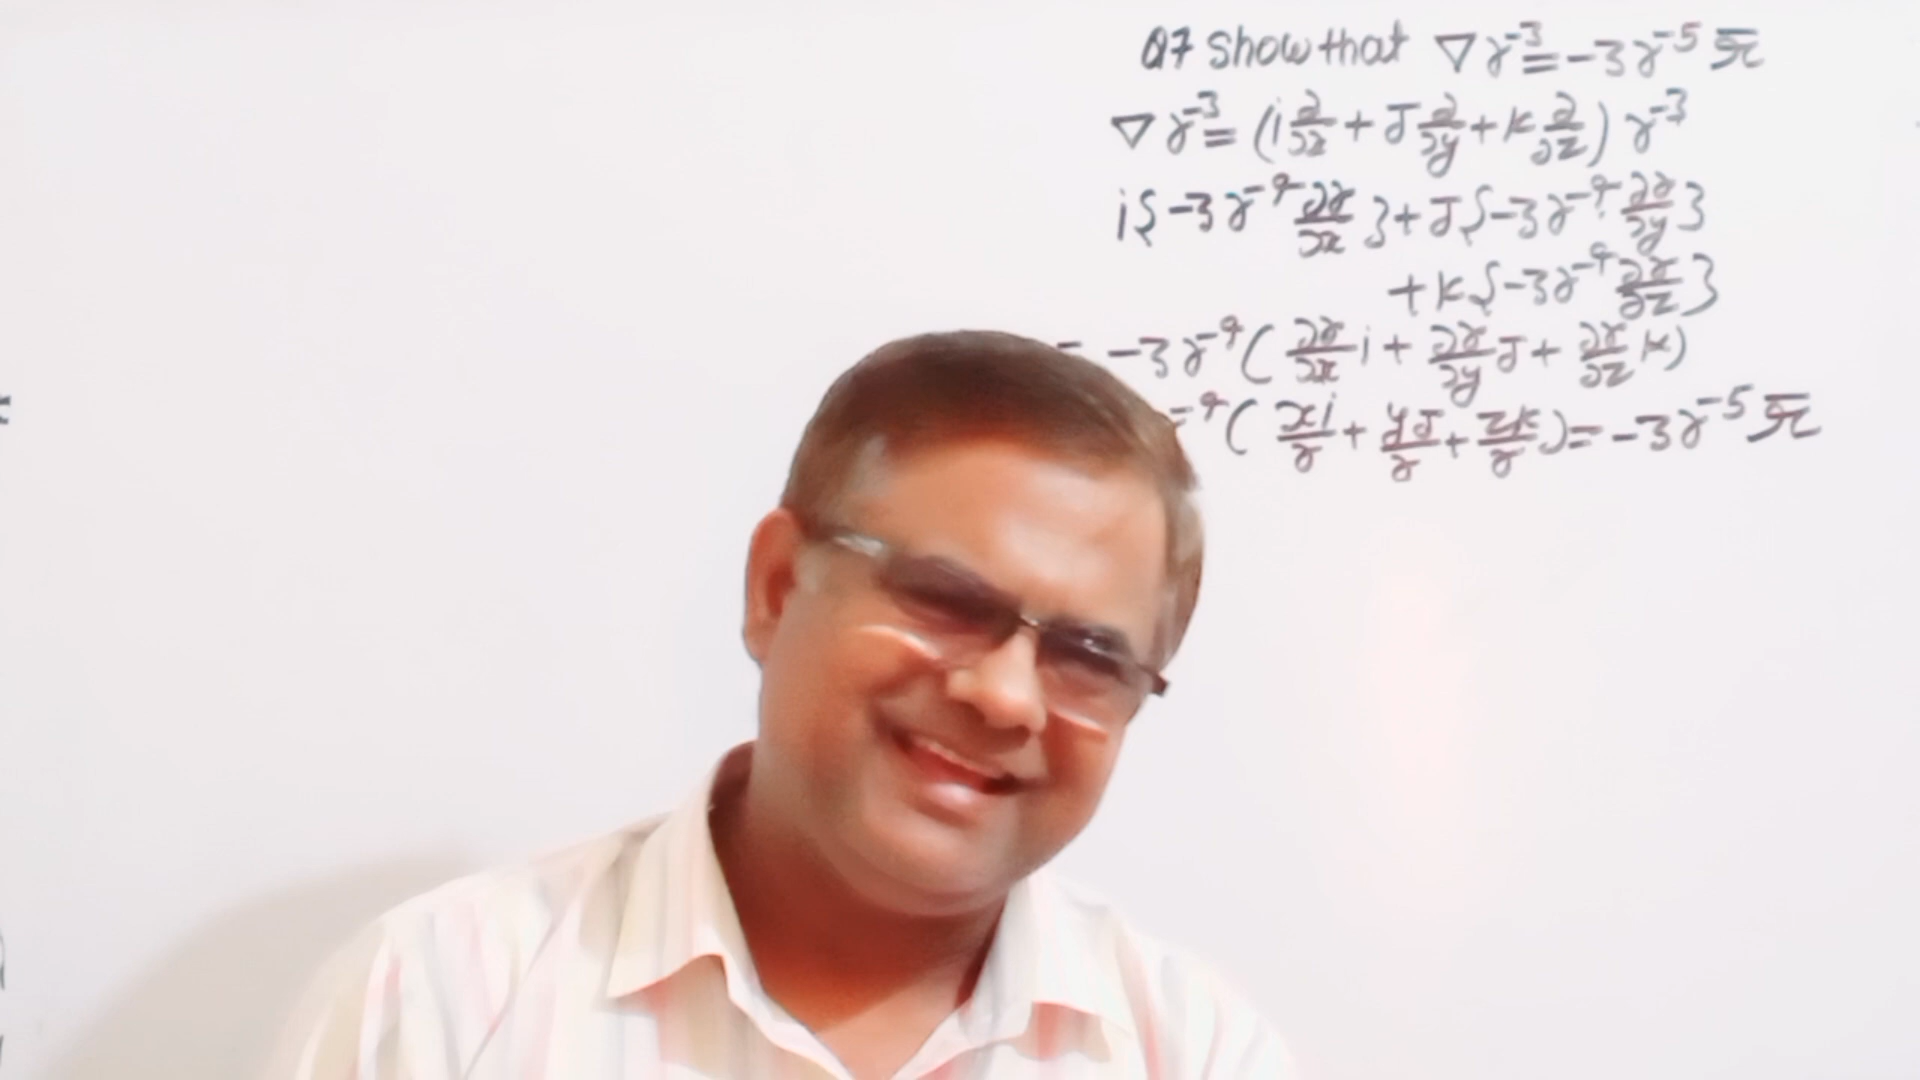 Q7 Show that ∇r⁻³ = -3r⁻⁵ r̄
∇r⁻³ = (i ∂/∂x + J ∂/∂y + k ∂/∂z) r⁻³
i{-3r⁻⁴ ∂r/∂x} + J{-3r⁻⁴ ∂r/∂y}
+ k{-3r⁻⁴ ∂r/∂z}
= -3r⁻⁴ (∂r/∂x i + ∂r/∂y J + ∂r/∂z k)
⁻⁴ (xi/r + yJ/r + zk/r) = -3r⁻⁵ r̄